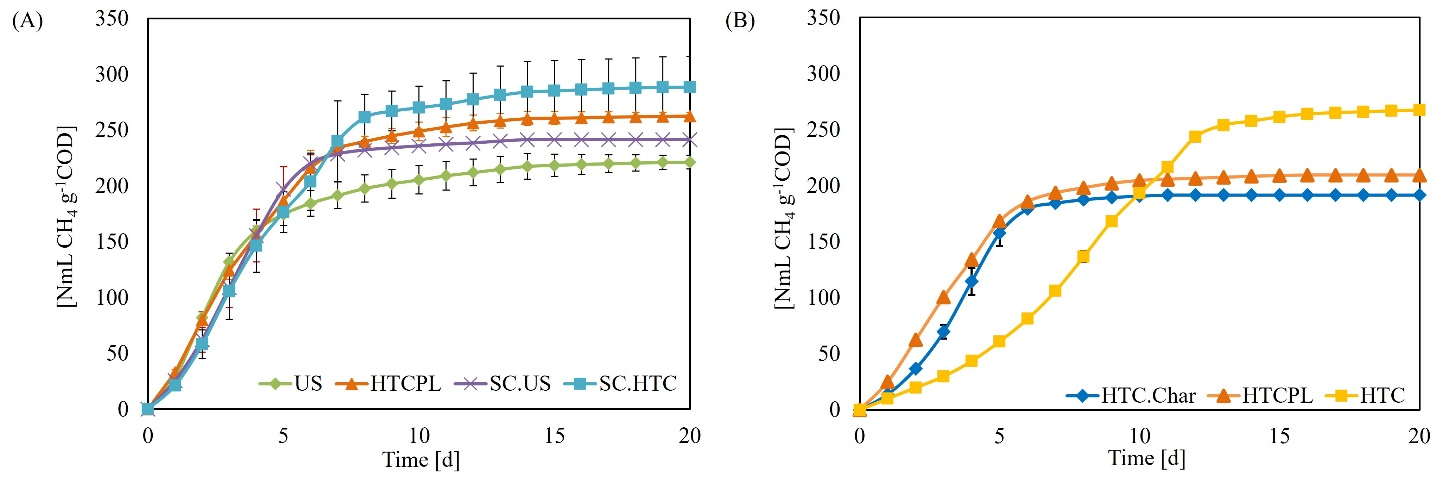 (A)
350
300
250
200
150
100
50
0
[NmL CH4 g-1COD]
US HTCPL SC.US SC.HTC
0 5 10 15 20
Time [d]
(B)
350
300
250
200
150
100
50
0
[NmL CH4 g-1COD]
HTC.Char HTCPL HTC
0 5 10 15 20
Time [d]